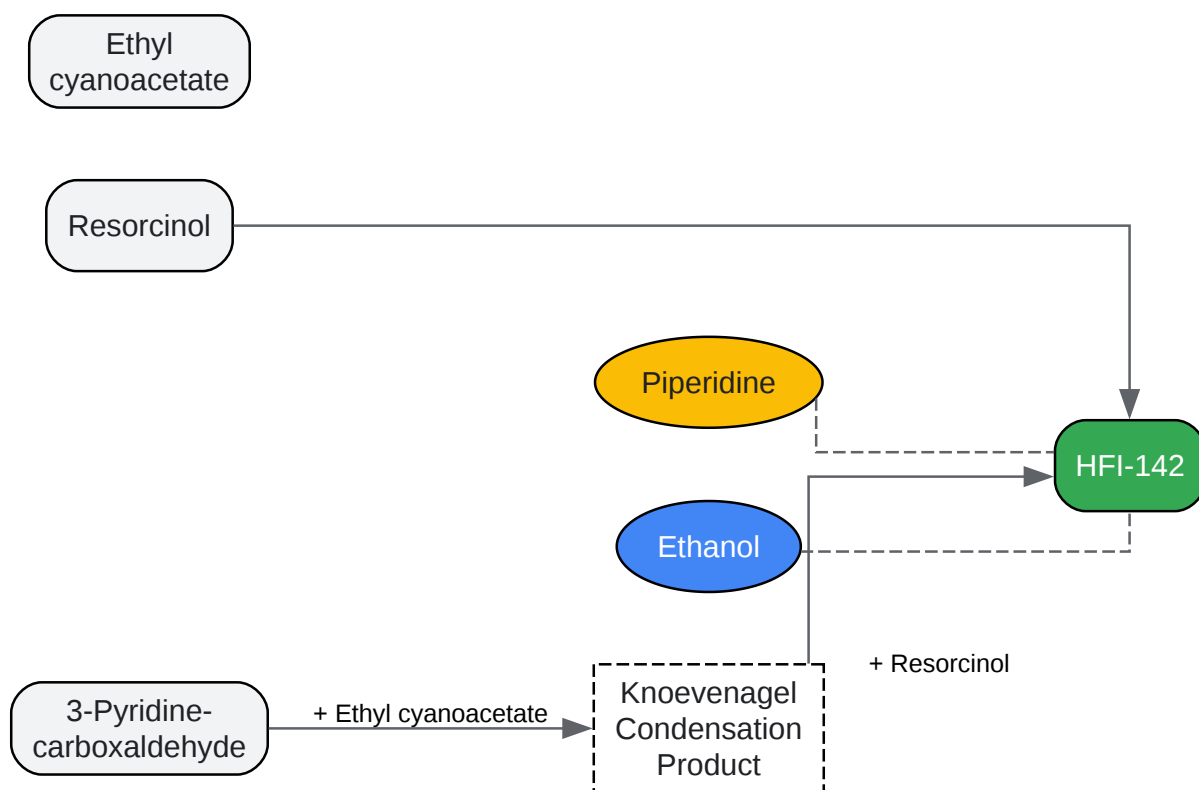 Ethyl
cyanoacetate
Resorcinol
Piperidine
HFI-142
Ethanol
+ Resorcinol
3-Pyridine-
carboxaldehyde
+ Ethyl cyanoacetate
Knoevenagel
Condensation
Product